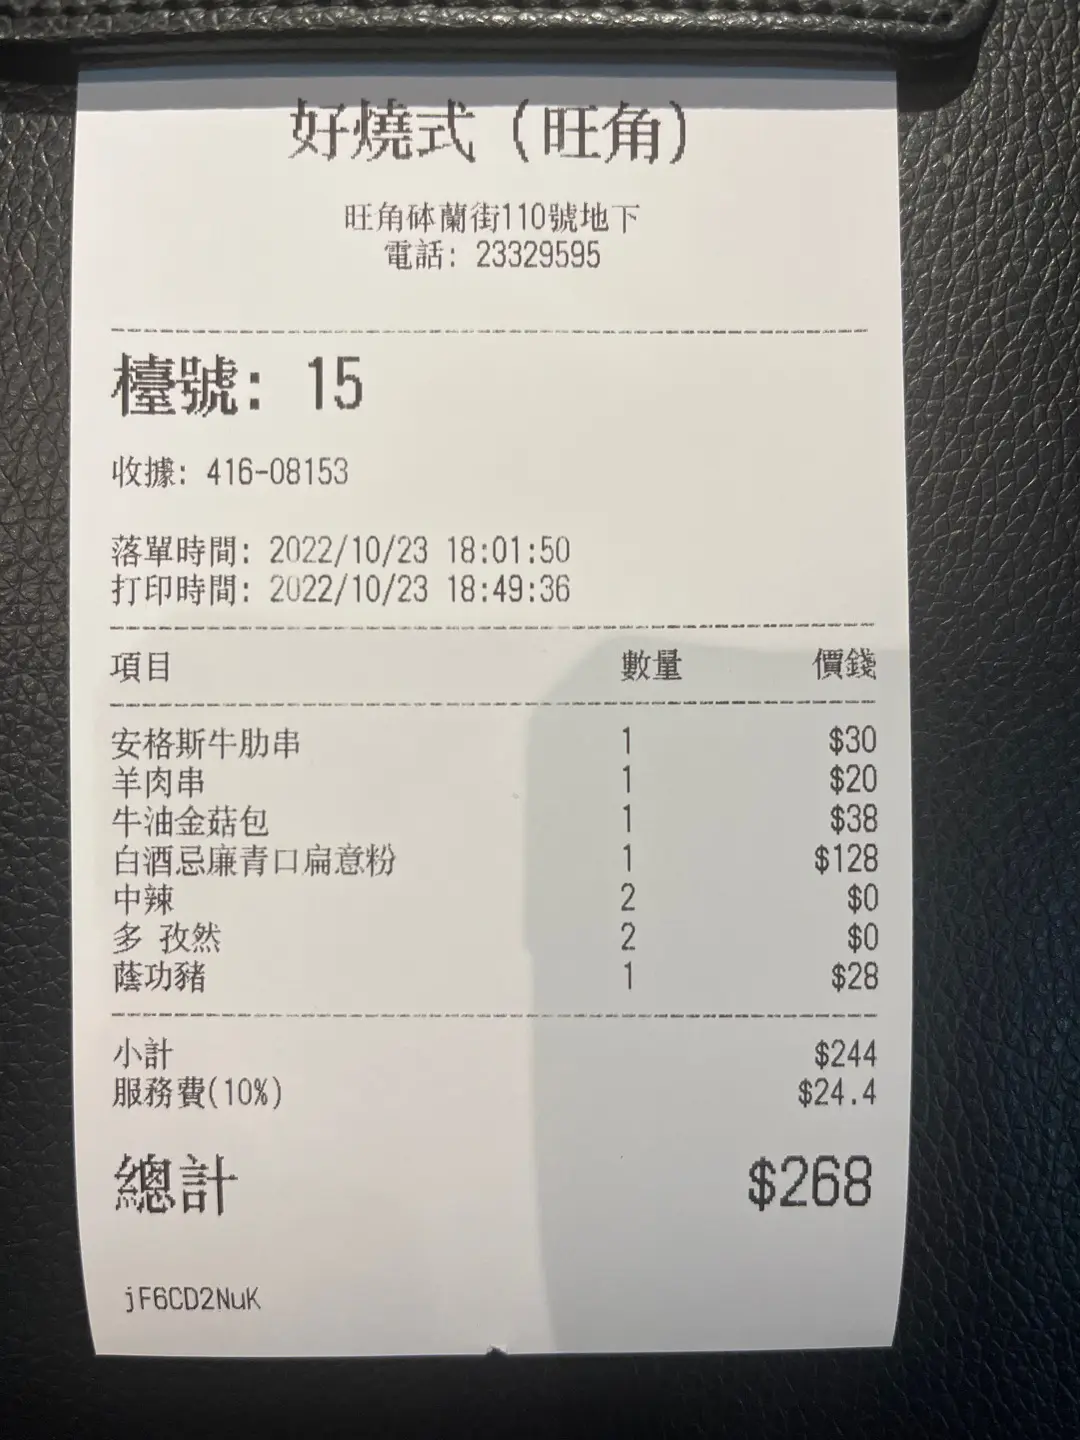 好燒式（旺角）
旺角砵蘭街110號地下
電話: 23329595
檯號: 15
收據: 416-08153
落單時間: 2022/10/23 18:01:50
打印時間: 2022/10/23 18:49:36
項目 數量 價錢
安格斯牛肋串 1 $30
羊肉串 1 $20
牛油金菇包 1 $38
白酒忌廉青口扁意粉 1 $128
中辣 2 $0
多 孜然 2 $0
蔭功豬 1 $28
小計 $244
服務費(10%) $24.4
總計 $268
jF6CD2NuK